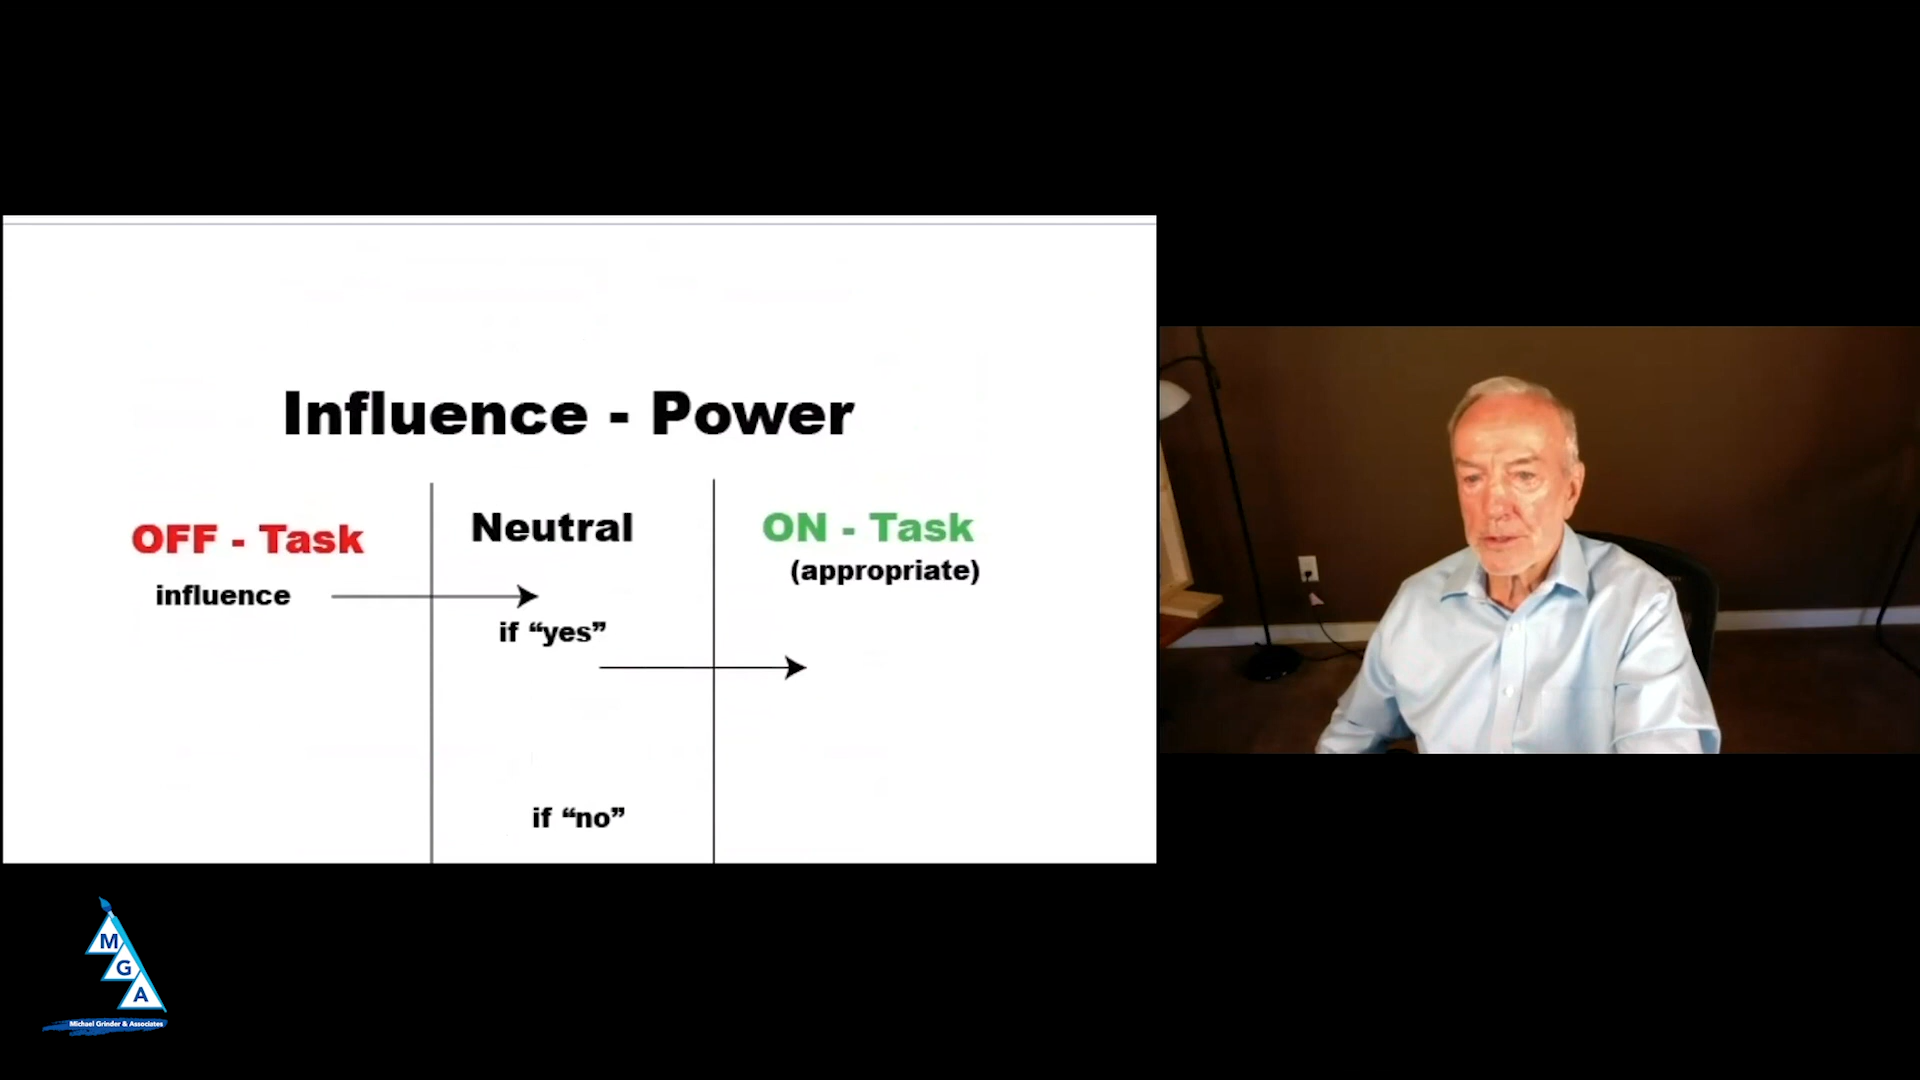 Influence - Power
OFF - Task
Neutral
ON - Task
(appropriate)
influence
if “yes”
if “no”
M
G
A
Michael Grinder & Associates